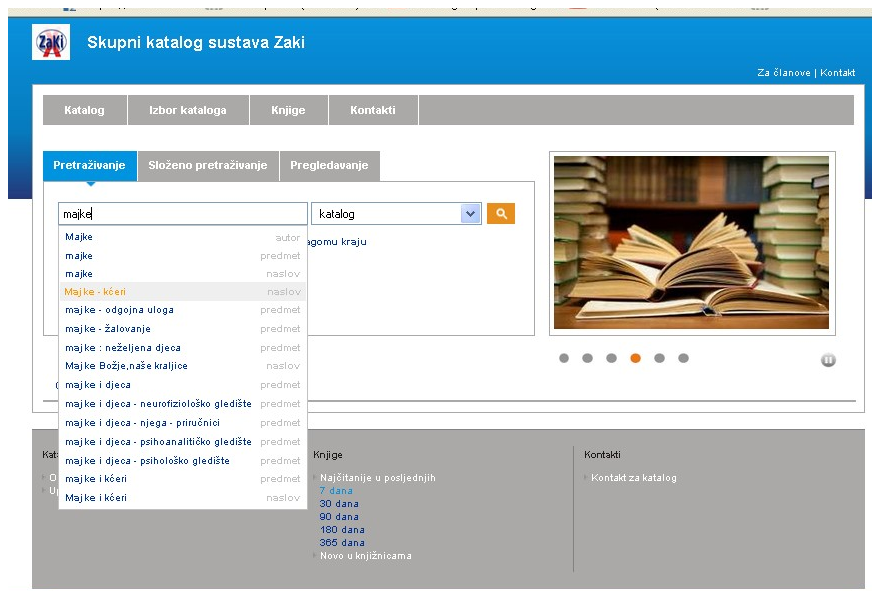 ZaKi
Skupni katalog sustava Zaki
Za članove | Kontakt
Katalog
Izbor kataloga
Knjige
Kontakti
Pretraživanje
Složeno pretraživanje
Pregledavanje
majke
katalog
kraju
Majke autor
majke predmet
majke naslov
Majke - kćeri naslov
majke - odgojna uloga predmet
majke - žalovanje predmet
majke : neželjena djeca predmet
Majke Božje,naše kraljice naslov
majke i djeca predmet
majke i djeca - neurofiziološko gledište predmet
majke i djeca - njega - priručnici predmet
majke i djeca - psihoanalitičko gledište predmet
majke i djeca - psihološko gledište predmet
majke i kćeri predmet
Majke i kćeri naslov
Knjige
Najčitanije u posljednjih
7 dana
30 dana
90 dana
180 dana
365 dana
Novo u knjižnicama
Kontakti
Kontakt za katalog